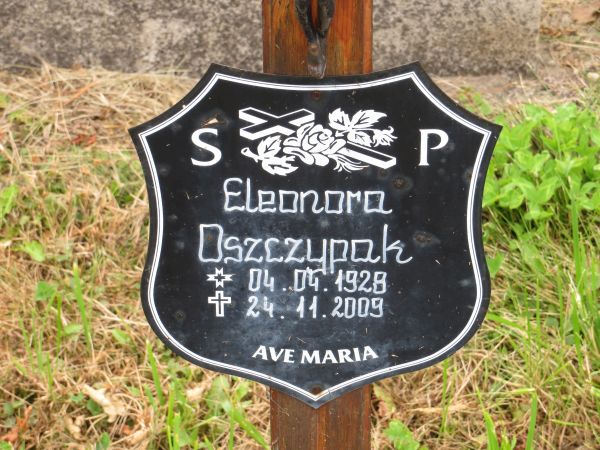 S P
Eleonora
Oszczypak
04.04.1928
24.11.2009
AVE MARIA